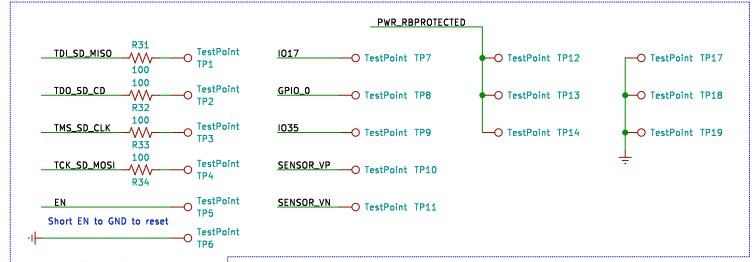 PWR_RBPROTECTED
R31
TDI_SD_MISO
100
TestPoint
TP1
IO17
TestPoint TP7
TestPoint TP12
TestPoint TP17
100
TDO_SD_CD
R32
TestPoint
TP2
GPIO_0
TestPoint TP8
TestPoint TP13
TestPoint TP18
100
TMS_SD_CLK
R33
TestPoint
TP3
IO35
TestPoint TP9
TestPoint TP14
TestPoint TP19
100
TCK_SD_MOSI
R34
TestPoint
TP4
SENSOR_VP
TestPoint TP10
EN
TestPoint
TP5
SENSOR_VN
TestPoint TP11
Short EN to GND to reset
TestPoint
TP6